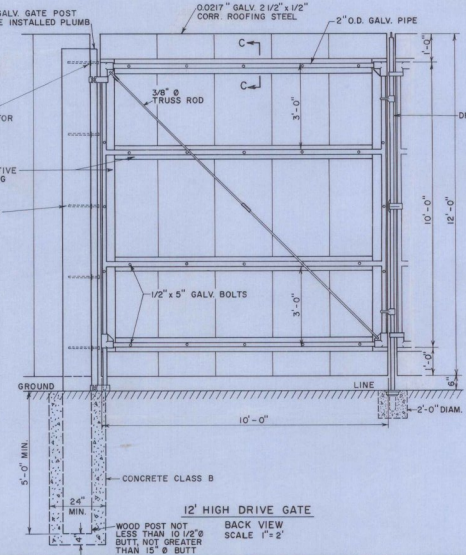 GALV. GATE POST
E INSTALLED PLUMB
0.0217" GALV. 2 1/2" x 1/2"
CORR. ROOFING STEEL
2" O.D. GALV. PIPE
C
C
1'-0"
3/8" Ø
TRUSS ROD
3'-0"
FOR
DR
TIVE
G
10'-0"
12'-0"
1/2" x 5" GALV. BOLTS
3'-0"
1'-0"
6"
GROUND
LINE
10'-0"
2'-0" DIAM.
5'-0" MIN.
CONCRETE CLASS B
24"
MIN.
4"
WOOD POST NOT
LESS THAN 10 1/2" Ø
BUTT, NOT GREATER
THAN 15" Ø BUTT
12' HIGH DRIVE GATE
BACK VIEW
SCALE 1" = 2'